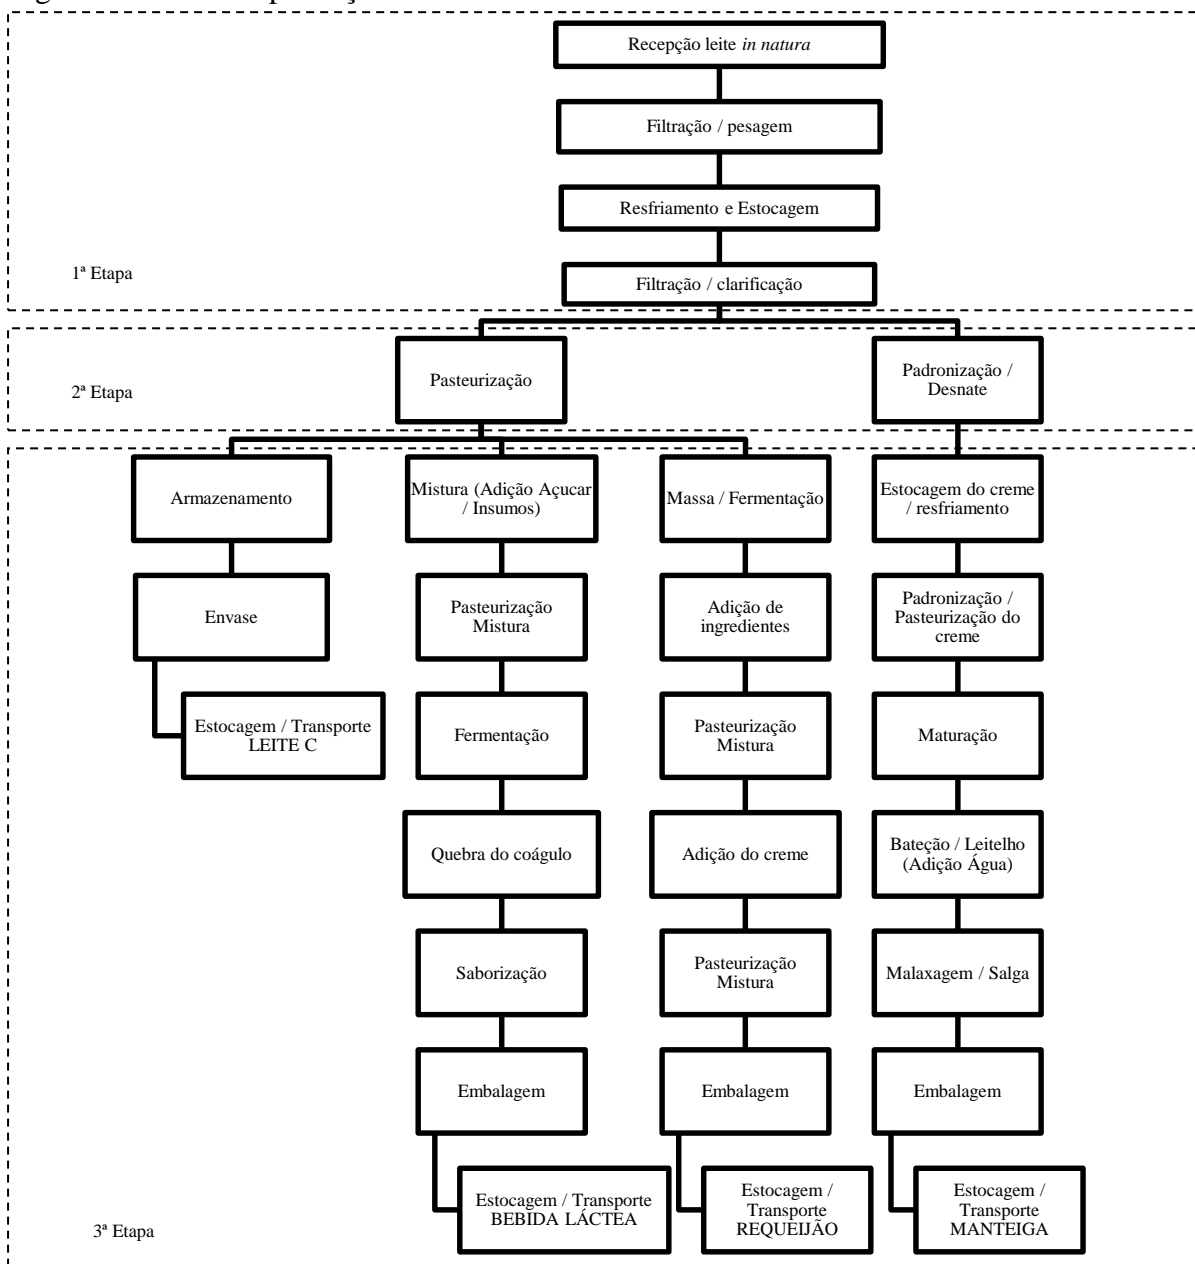 Recepção leite in natura
Filtração / pesagem
Resfriamento e Estocagem
1ª Etapa
Filtração / clarificação
2ª Etapa
Pasteurização
Padronização /
Desnate
Armazenamento
Envase
Estocagem / Transporte
LEITE C
Mistura (Adição Açucar
/ Insumos)
Pasteurização
Mistura
Fermentação
Quebra do coágulo
Saborização
Embalagem
Estocagem / Transporte
BEBIDA LÁCTEA
Massa / Fermentação
Adição de
ingredientes
Pasteurização
Mistura
Adição do creme
Pasteurização
Mistura
Embalagem
Estocagem /
Transporte
REQUEIJÃO
Estocagem do creme
/ resfriamento
Padronização /
Pasteurização do
creme
Maturação
Bateção / Leitelho
(Adição Água)
Malaxagem / Salga
Embalagem
Estocagem /
Transporte
MANTEIGA
3ª Etapa